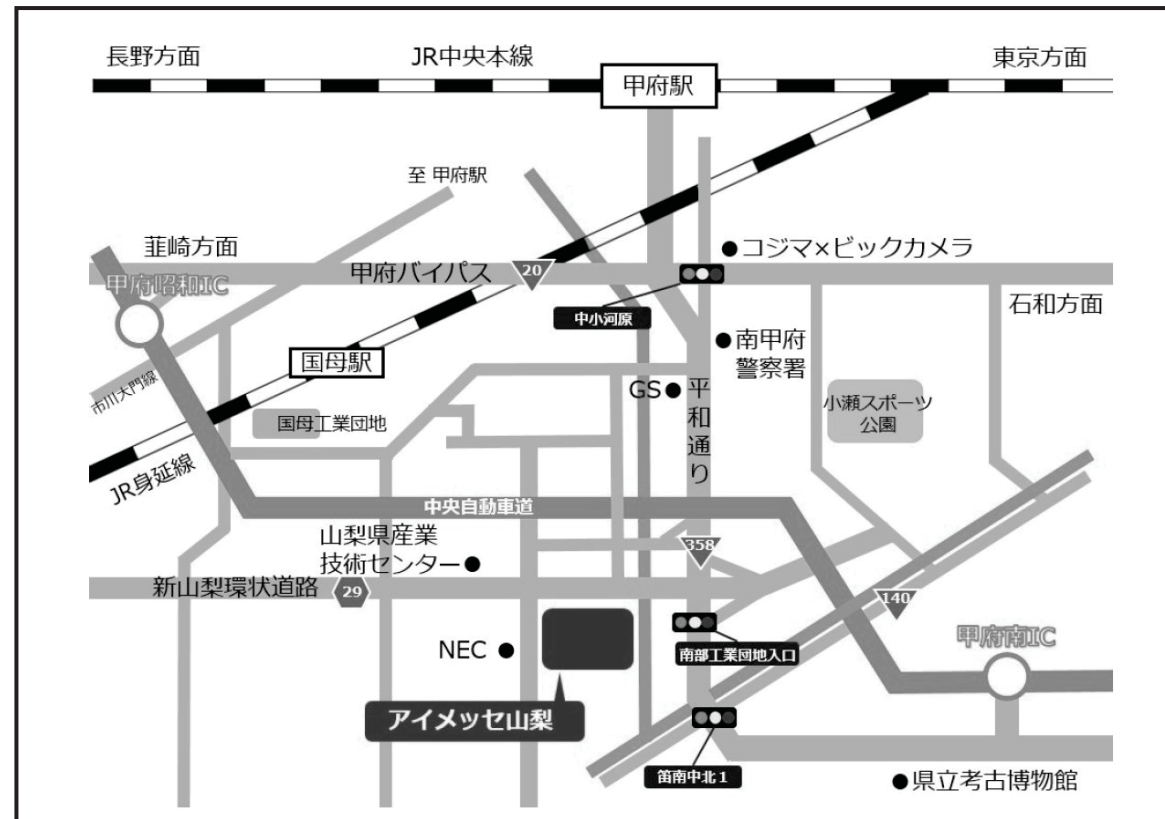 長野方面
JR中央本線
東京方面
甲府駅
至 甲府駅
韮崎方面
コジマ×ビックカメラ
甲府バイパス
20
甲府昭和IC
石和方面
中小河原
南甲府
警察署
国母駅
市川大門線
GS
平和通り
小瀬スポーツ
公園
国母工業団地
JR身延線
中央自動車道
山梨県産業
技術センター
358
新山梨環状道路
29
140
NEC
南部工業団地入口
甲府南IC
アイメッセ山梨
笛南中北1
県立考古博物館